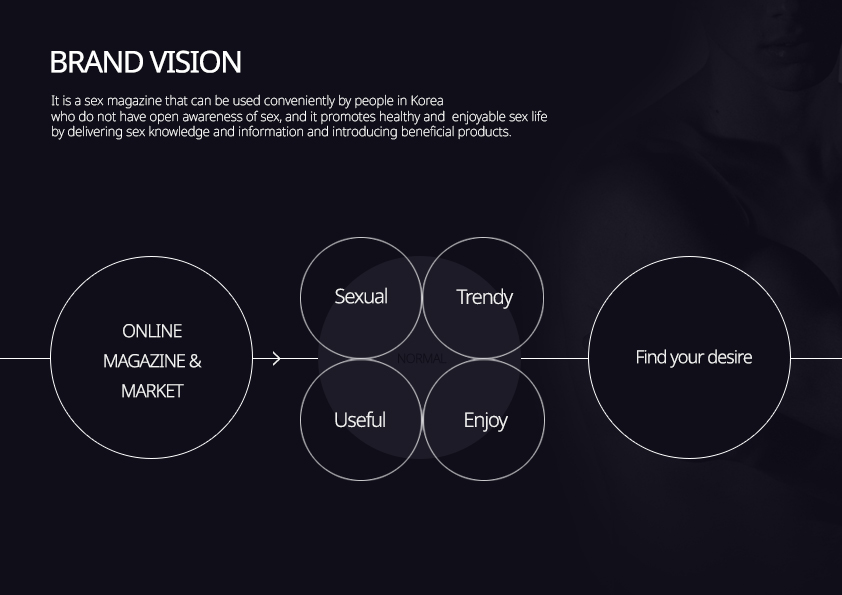 BRAND VISION
It is a sex magazine that can be used conveniently by people in Korea
who do not have open awareness of sex, and it promotes healthy and enjoyable sex life
by delivering sex knowledge and information and introducing beneficial products.
ONLINE
MAGAZINE &
MARKET
Sexual
Trendy
NORMAL
Useful
Enjoy
Find your desire